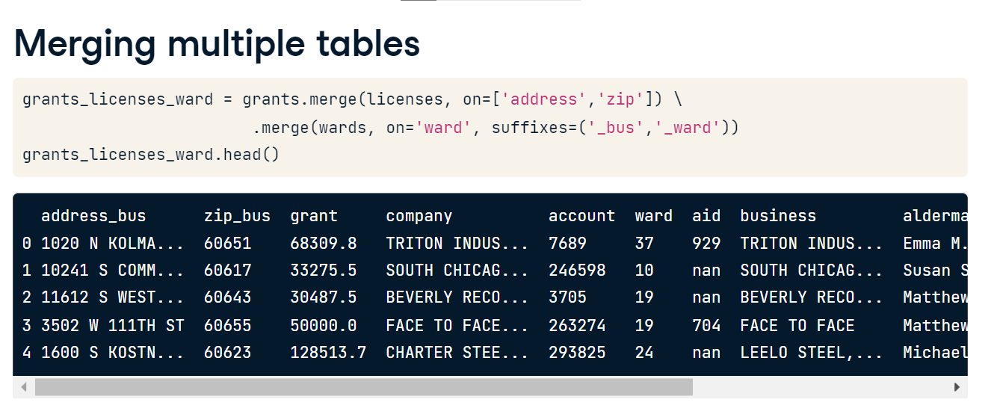 Merging multiple tables
grants_licenses_ward = grants.merge(licenses, on=['address','zip']) \
.merge(wards, on='ward', suffixes=('_bus','_ward'))
grants_licenses_ward.head()
address_bus zip_bus grant company account ward aid business alderma
0 1020 N KOLMA... 60651 68309.8 TRITON INDUS... 7689 37 929 TRITON INDUS... Emma M.
1 10241 S COMM... 60617 33275.5 SOUTH CHICAG... 246598 10 nan SOUTH CHICAG... Susan S
2 11612 S WEST... 60643 30487.5 BEVERLY RECO... 3705 19 nan BEVERLY RECO... Matthew
3 3502 W 111TH ST 60655 50000.0 FACE TO FACE... 263274 19 704 FACE TO FACE Matthew
4 1600 S KOSTN... 60623 128513.7 CHARTER STEE... 293825 24 nan LEELO STEEL,... Michael